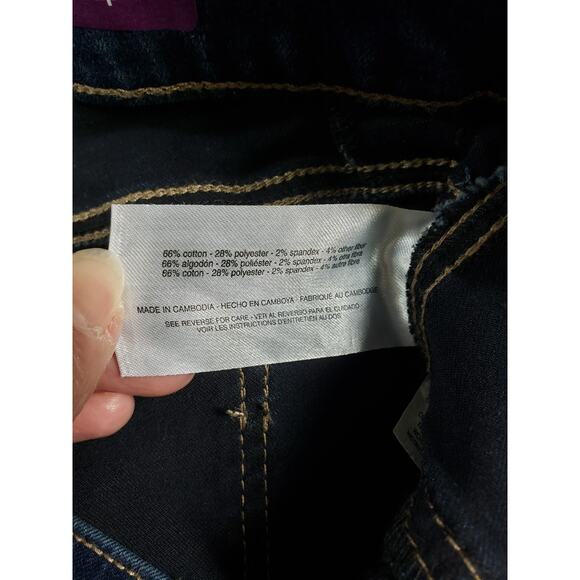 66% cotton - 28% polyester - 2% spandex - 4% other fiber
66% algodón - 28% poliéster - 2% spandex - 4% otra fibra
66% coton - 28% polyester - 2% spandex - 4% autre fibre
MADE IN CAMBODIA - HECHO EN CAMBOYA - FABRIQUÉ AU CAMBODGE
SEE REVERSE FOR CARE - VER AL REVERSO PARA EL CUIDADO -
VOIR LES INSTRUCTIONS D'ENTRETIEN AU DOS.